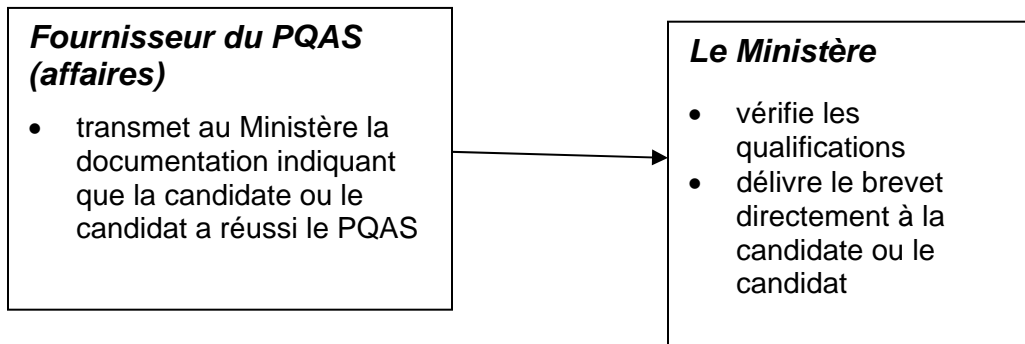 Fournisseur du PQAS
(affaires)
• transmet au Ministère la
documentation indiquant
que la candidate ou le
candidat a réussi le PQAS
Le Ministère
• vérifie les
qualifications
• délivre le brevet
directement à la
candidate ou le
candidat